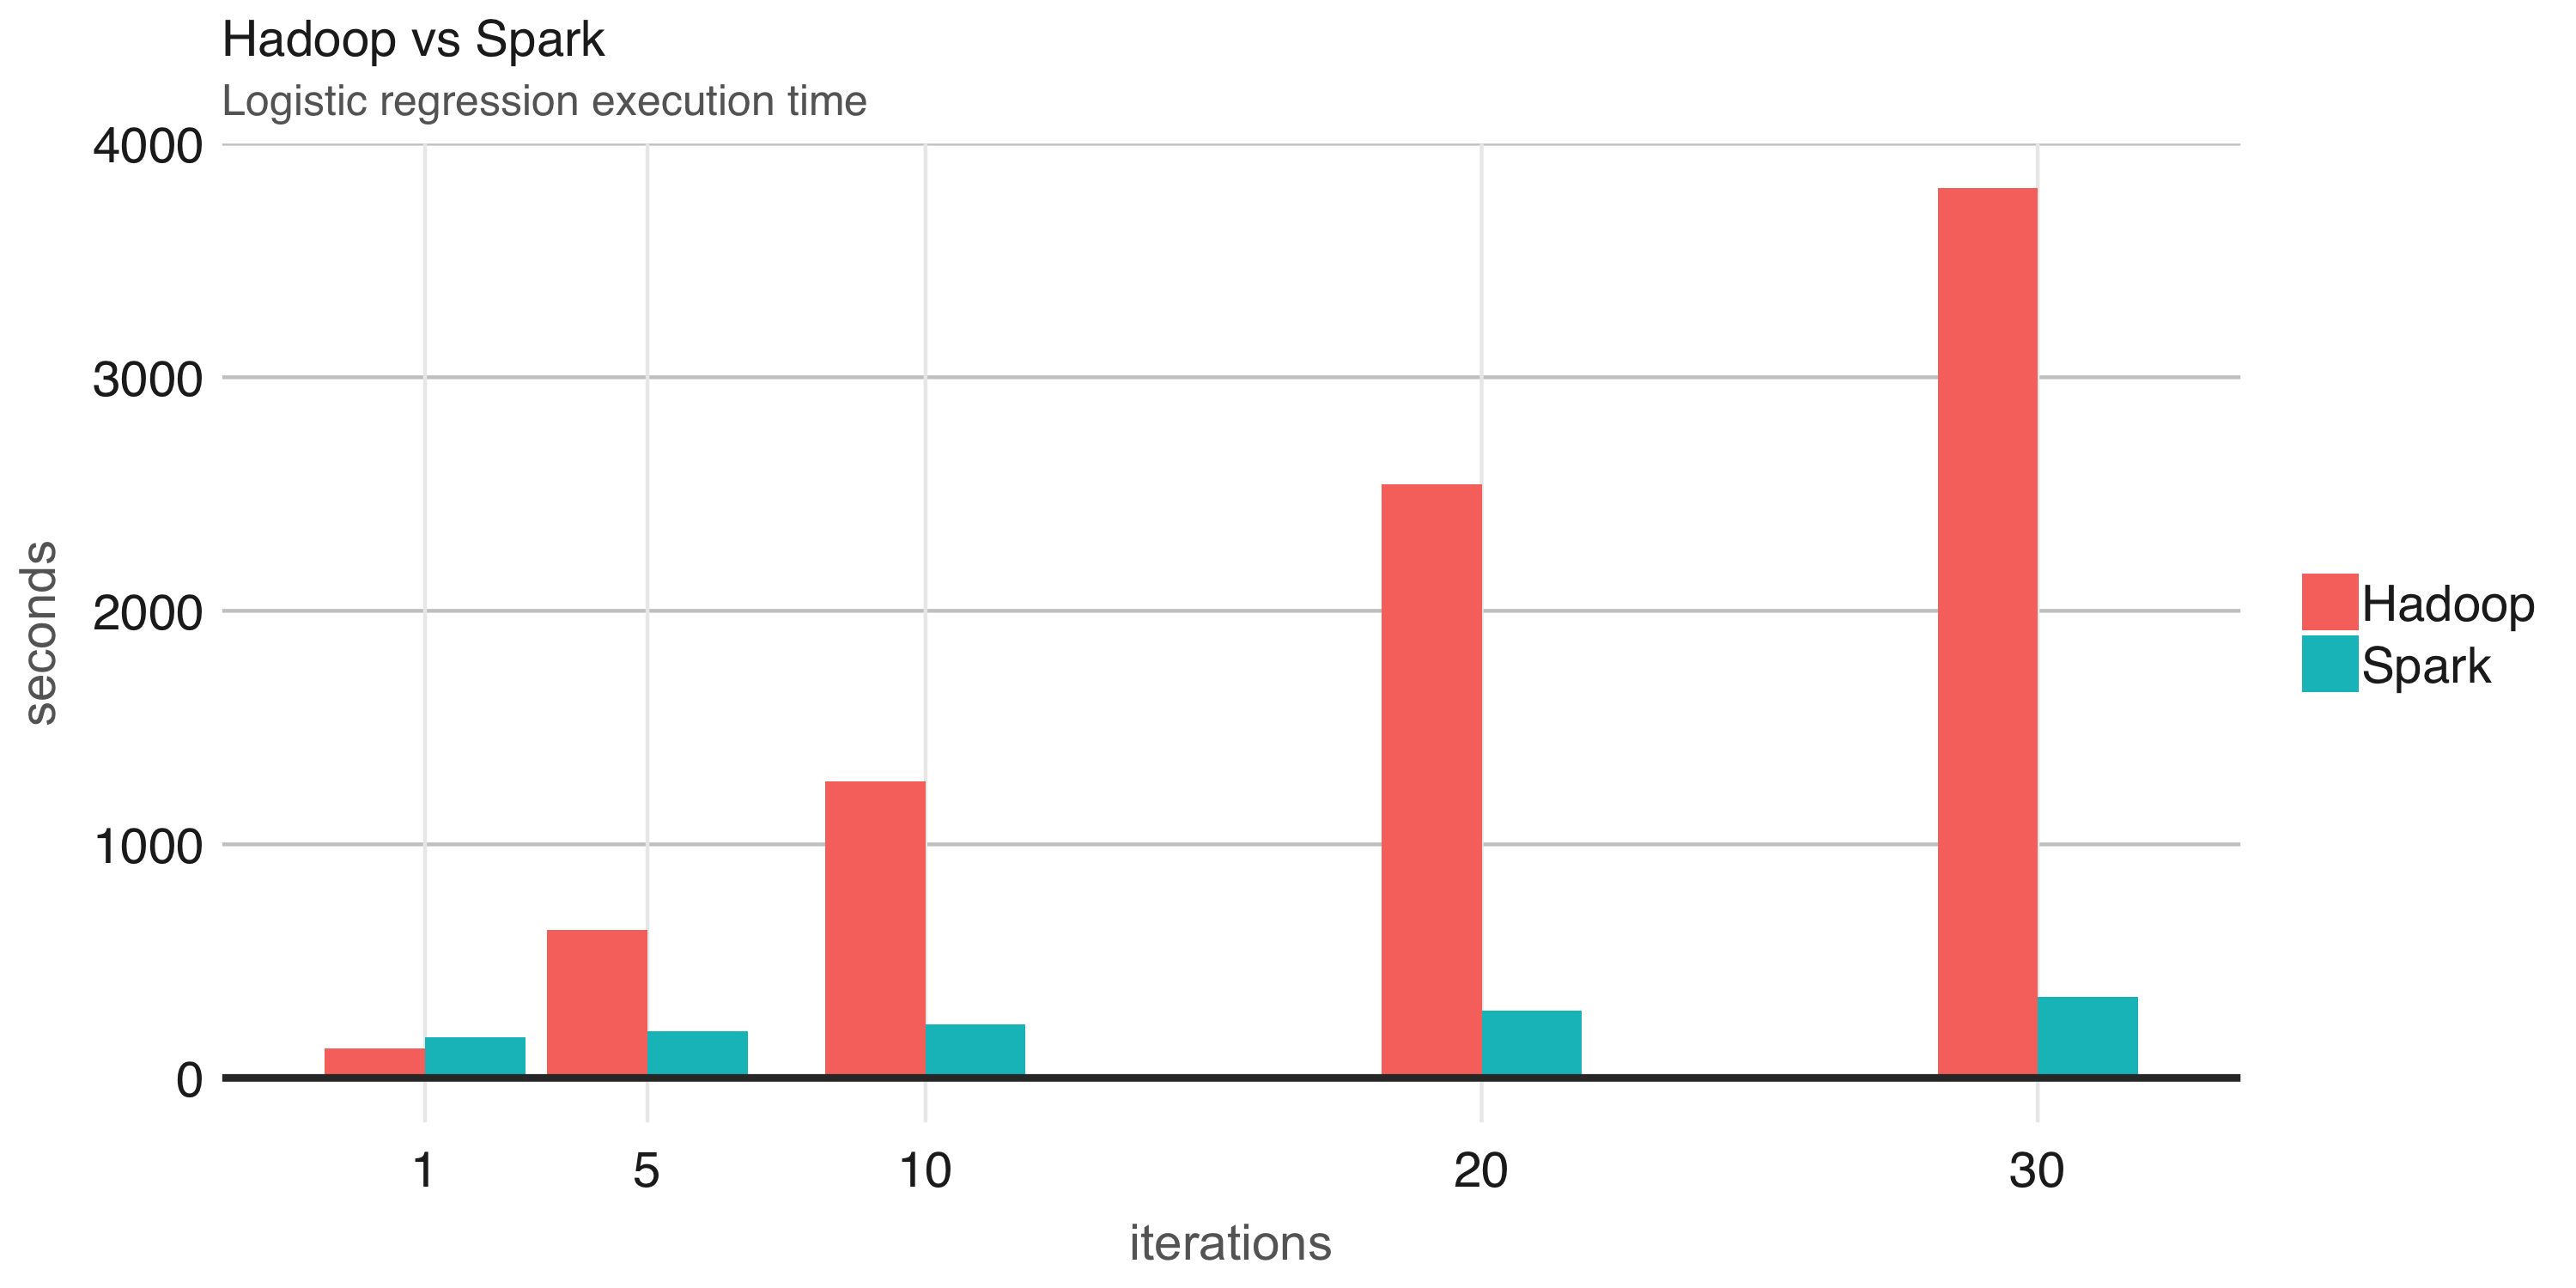 Hadoop vs Spark
Logistic regression execution time
4000
3000
2000
1000
0
seconds
1 5 10 20 30
iterations
Hadoop
Spark